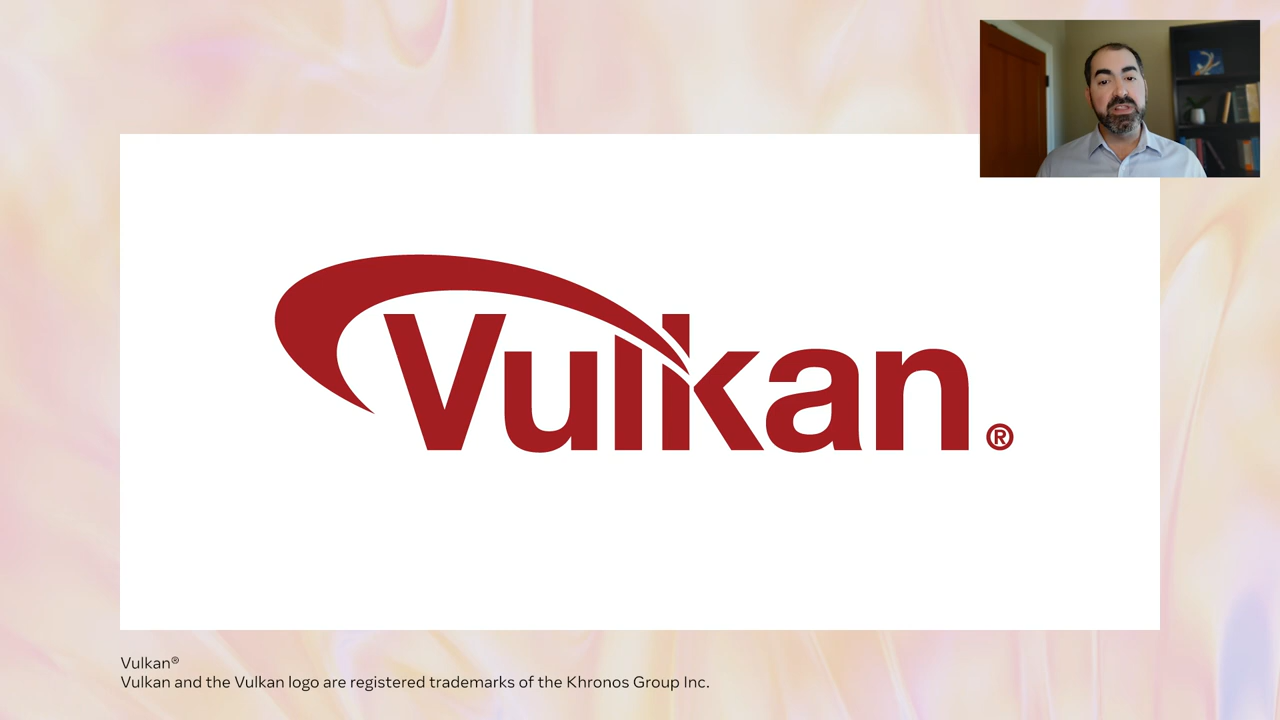 Vulkan®
Vulkan®
Vulkan and the Vulkan logo are registered trademarks of the Khronos Group Inc.